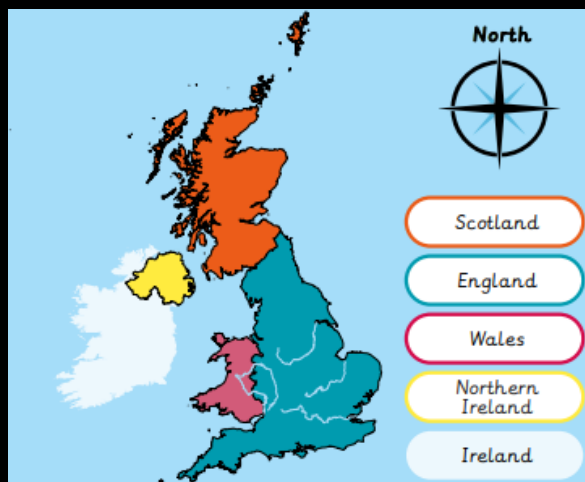 North
Scotland
England
Wales
Northern
Ireland
Ireland